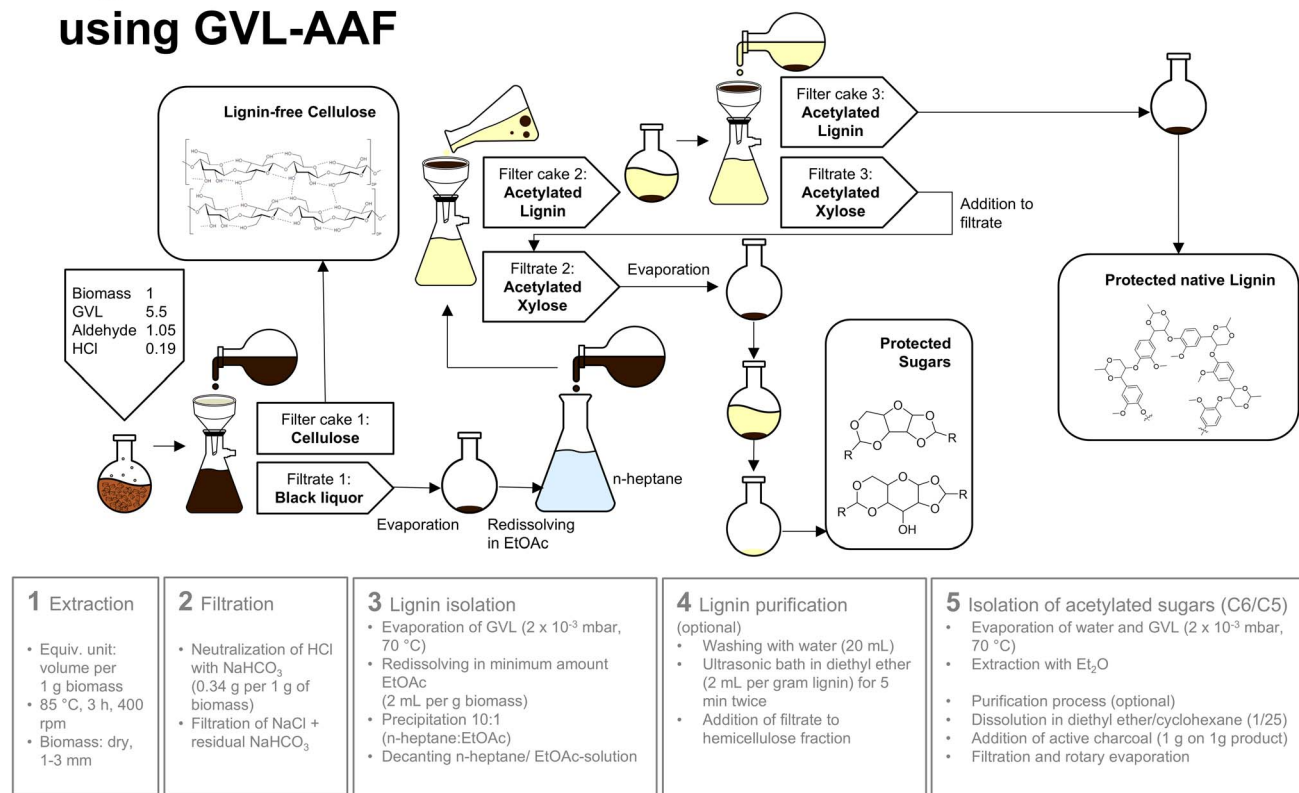 using GVL-AAF
Lignin-free Cellulose
Biomass 1
GVL 5.5
Aldehyde 1.05
HCl 0.19
Filter cake 1:
Cellulose
Filtrate 1:
Black liquor
Evaporation
Redissolving
in EtOAc
n-heptane
Filter cake 2:
Acetylated
Lignin
Filtrate 2:
Acetylated
Xylose
Filter cake 3:
Acetylated
Lignin
Filtrate 3:
Acetylated
Xylose
Addition to
filtrate
Evaporation
Protected
Sugars
R
R
R
R
OH
Protected native Lignin
1 Extraction
• Equiv. unit:
volume per
1 g biomass
• 85 °C, 3 h, 400
rpm
• Biomass: dry,
1-3 mm
2 Filtration
• Neutralization of HCl
with NaHCO₃
(0.34 g per 1 g of
biomass)
• Filtration of NaCl +
residual NaHCO₃
3 Lignin isolation
• Evaporation of GVL (2 x 10⁻³ mbar,
70 °C)
• Redissolving in minimum amount
EtOAc
(2 mL per g biomass)
• Precipitation 10:1
(n-heptane:EtOAc)
• Decanting n-heptane/ EtOAc-solution
4 Lignin purification
(optional)
• Washing with water (20 mL)
• Ultrasonic bath in diethyl ether
(2 mL per gram lignin) for 5
min twice
• Addition of filtrate to
hemicellulose fraction
5 Isolation of acetylated sugars (C6/C5)
• Evaporation of water and GVL (2 x 10⁻³ mbar,
70 °C)
• Extraction with Et₂O
• Purification process (optional)
• Dissolution in diethyl ether/cyclohexane (1/25)
• Addition of active charcoal (1 g on 1g product)
• Filtration and rotary evaporation